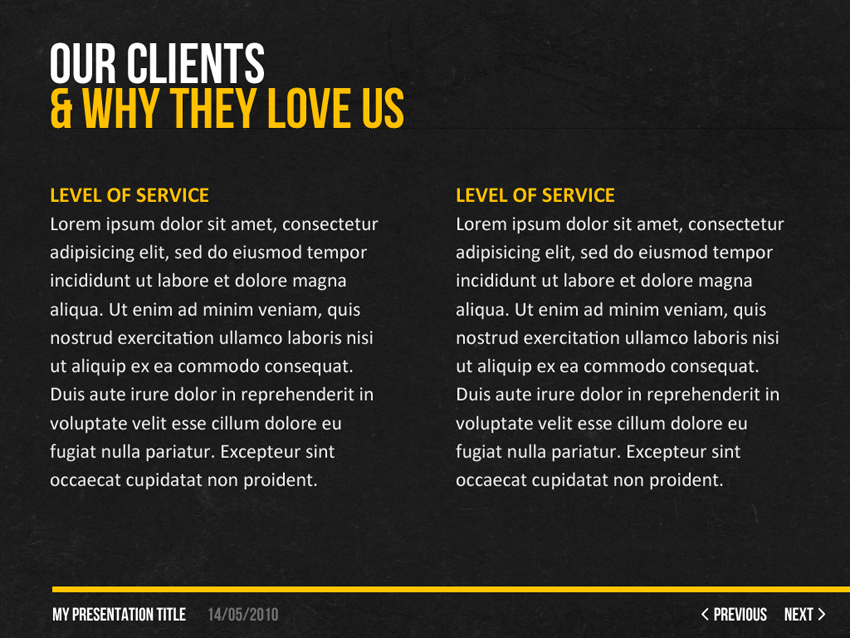 OUR CLIENTS
& WHY THEY LOVE US
LEVEL OF SERVICE
Lorem ipsum dolor sit amet, consectetur
adipisicing elit, sed do eiusmod tempor
incididunt ut labore et dolore magna
aliqua. Ut enim ad minim veniam, quis
nostrud exercitation ullamco laboris nisi
ut aliquip ex ea commodo consequat.
Duis aute irure dolor in reprehenderit in
voluptate velit esse cillum dolore eu
fugiat nulla pariatur. Excepteur sint
occaecat cupidatat non proident.
LEVEL OF SERVICE
Lorem ipsum dolor sit amet, consectetur
adipisicing elit, sed do eiusmod tempor
incididunt ut labore et dolore magna
aliqua. Ut enim ad minim veniam, quis
nostrud exercitation ullamco laboris nisi
ut aliquip ex ea commodo consequat.
Duis aute irure dolor in reprehenderit in
voluptate velit esse cillum dolore eu
fugiat nulla pariatur. Excepteur sint
occaecat cupidatat non proident.
MY PRESENTATION TITLE 14/05/2010
< PREVIOUS NEXT >